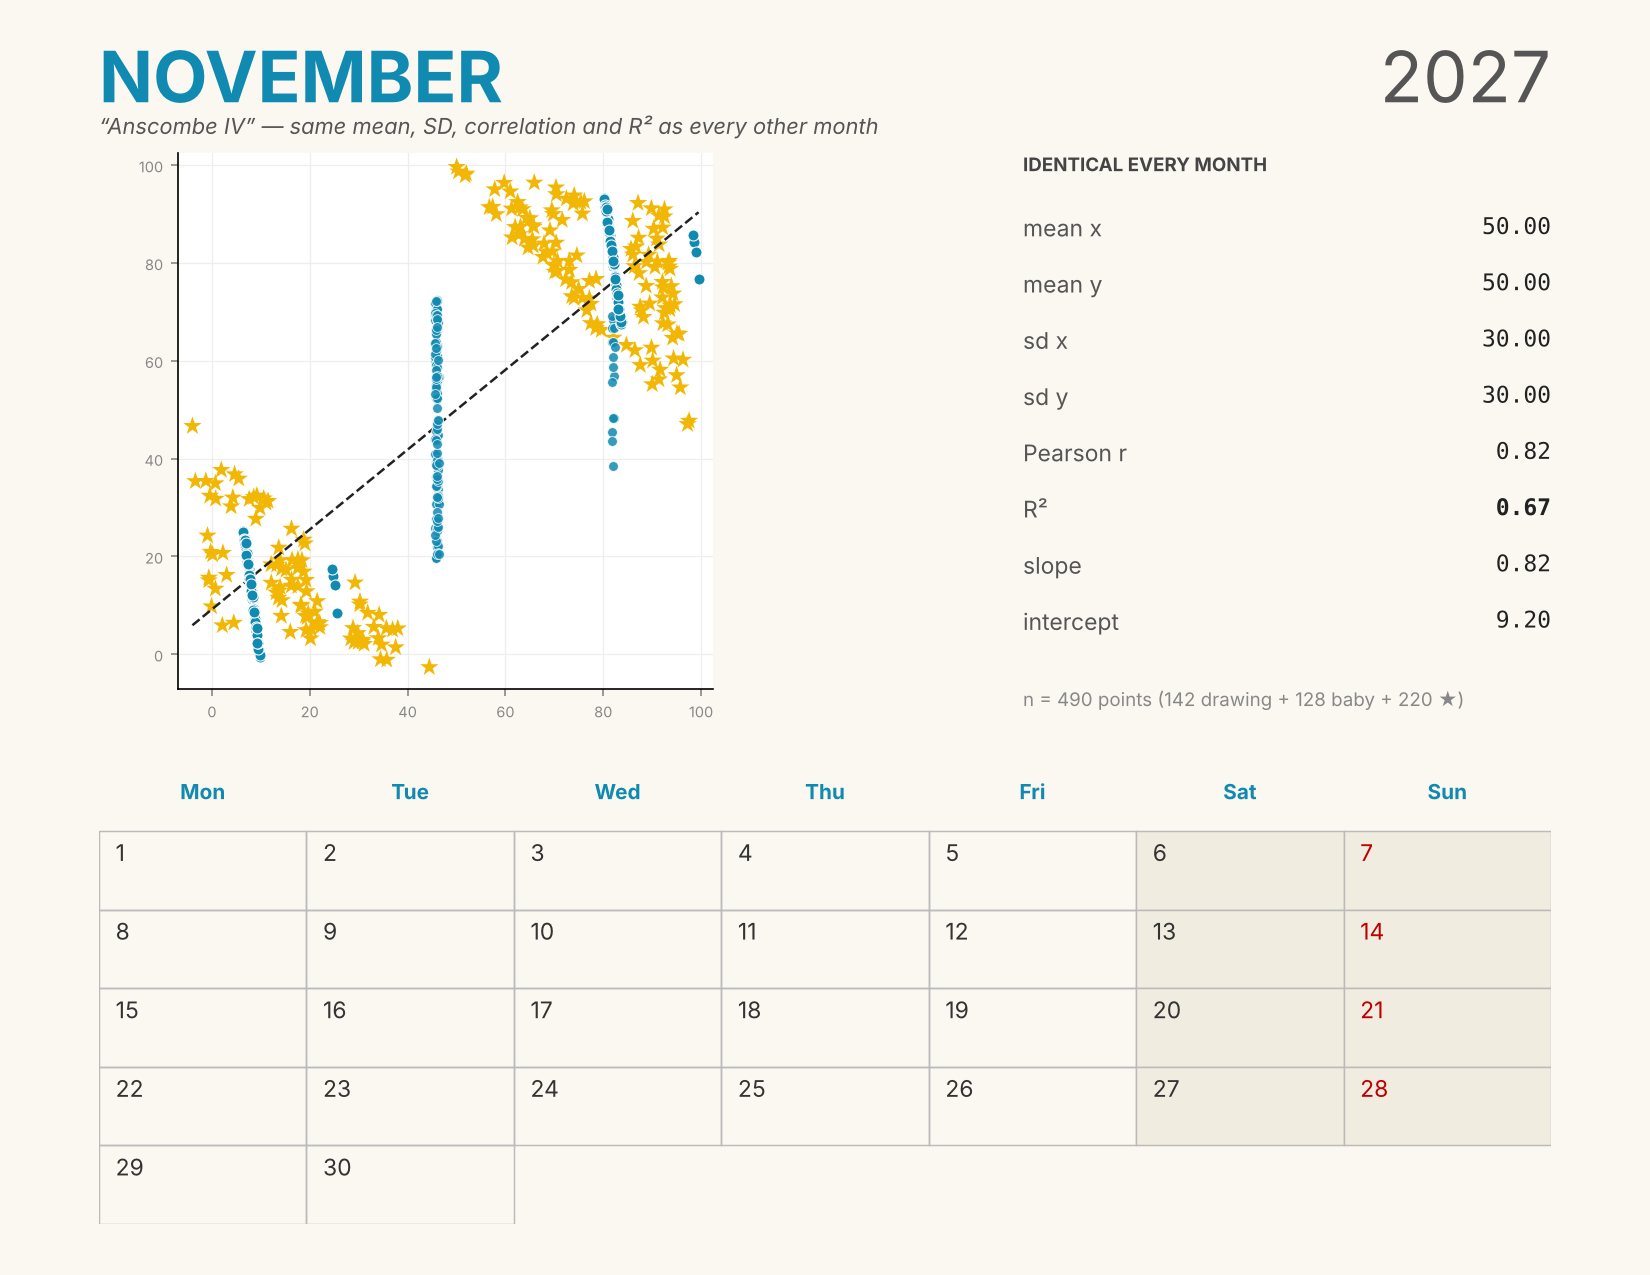 NOVEMBER 2027
“Anscombe IV” — same mean, SD, correlation and R² as every other month
100
80
60
40
20
0
0 20 40 60 80 100
IDENTICAL EVERY MONTH
mean x 50.00
mean y 50.00
sd x 30.00
sd y 30.00
Pearson r 0.82
R² 0.67
slope 0.82
intercept 9.20
n = 490 points (142 drawing + 128 baby + 220 ★)
Mon Tue Wed Thu Fri Sat Sun
1 2 3 4 5 6 7
8 9 10 11 12 13 14
15 16 17 18 19 20 21
22 23 24 25 26 27 28
29 30